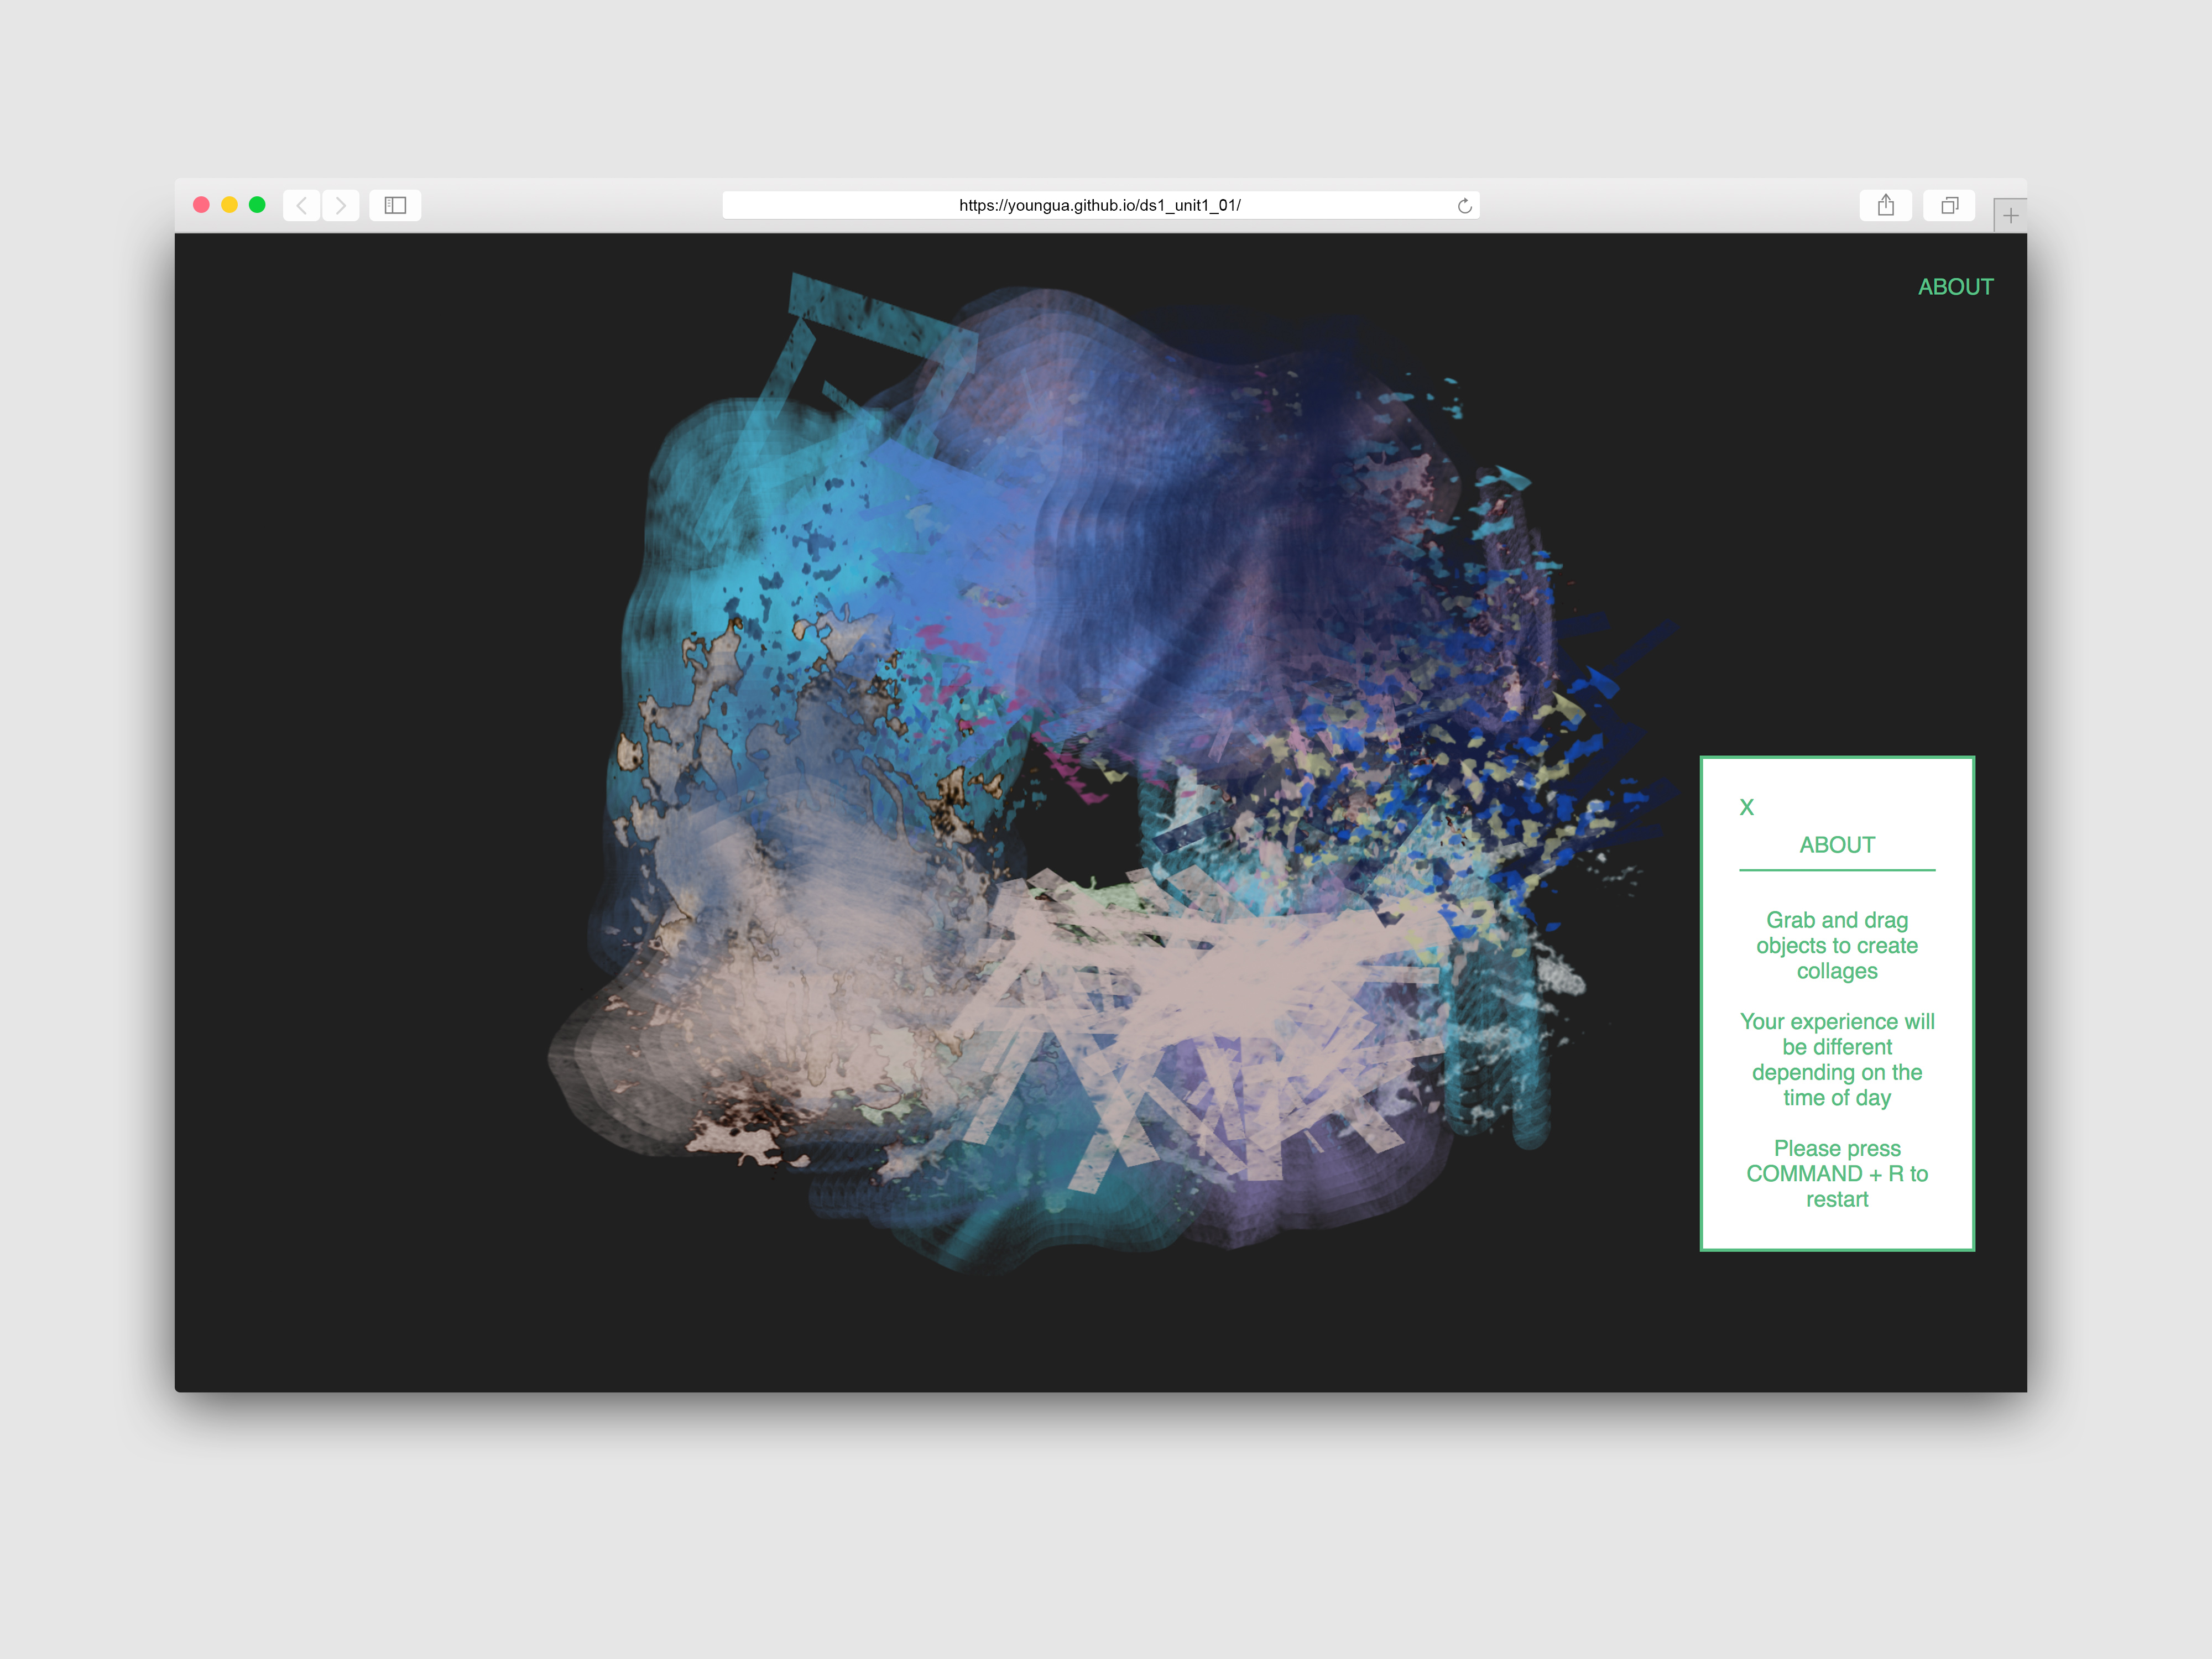 https://youngua.github.io/ds1_unit1_01/
ABOUT
X
ABOUT
Grab and drag
objects to create
collages
Your experience will
be different
depending on the
time of day
Please press
COMMAND + R to
restart